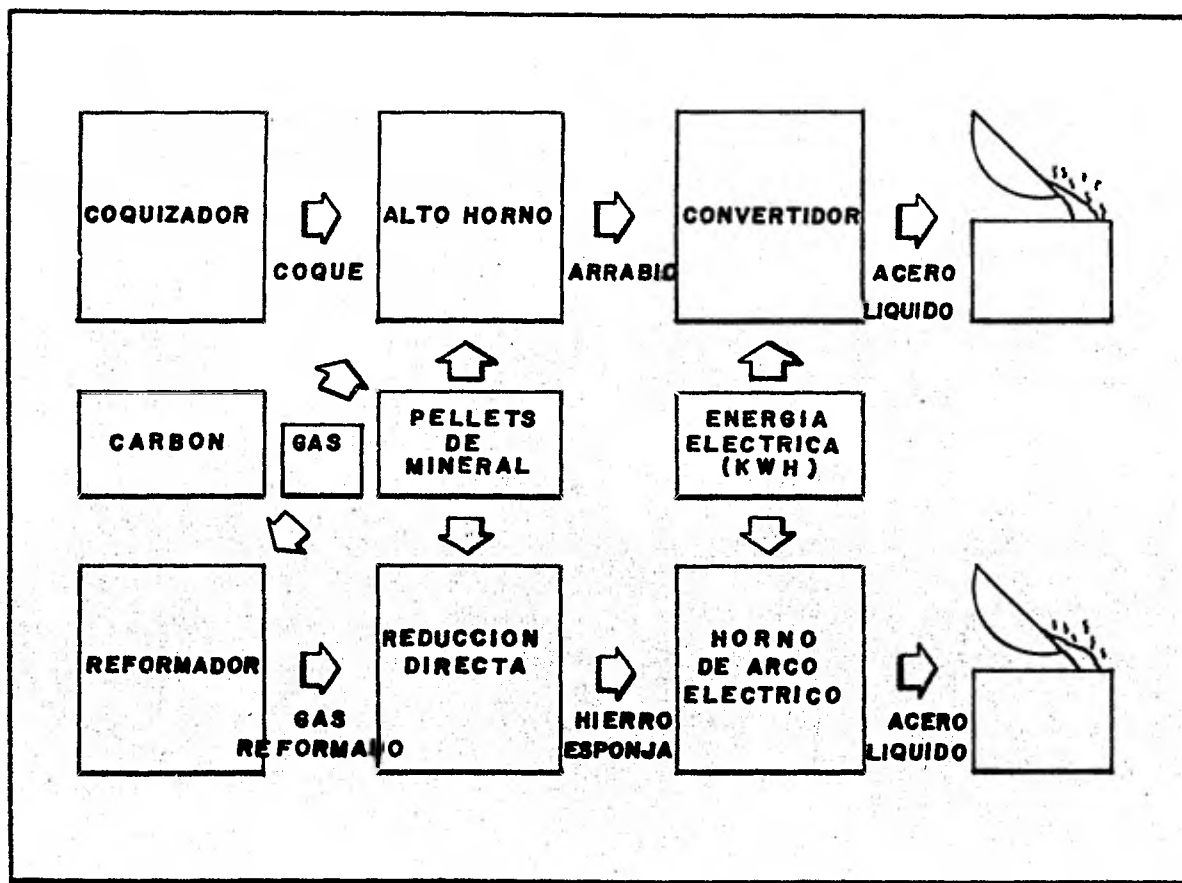 COQUIZADOR
COQUE
ALTO HORNO
ARRABIO
CONVERTIDOR
ACERO
LIQUIDO
CARBON
GAS
PELLETS
DE
MINERAL
ENERGIA
ELECTRICA
(KWH)
REFORMADOR
GAS
REFORMADO
REDUCCION
DIRECTA
HIERRO
ESPONJA
HORNO
DE ARCO
ELECTRICO
ACERO
LIQUIDO